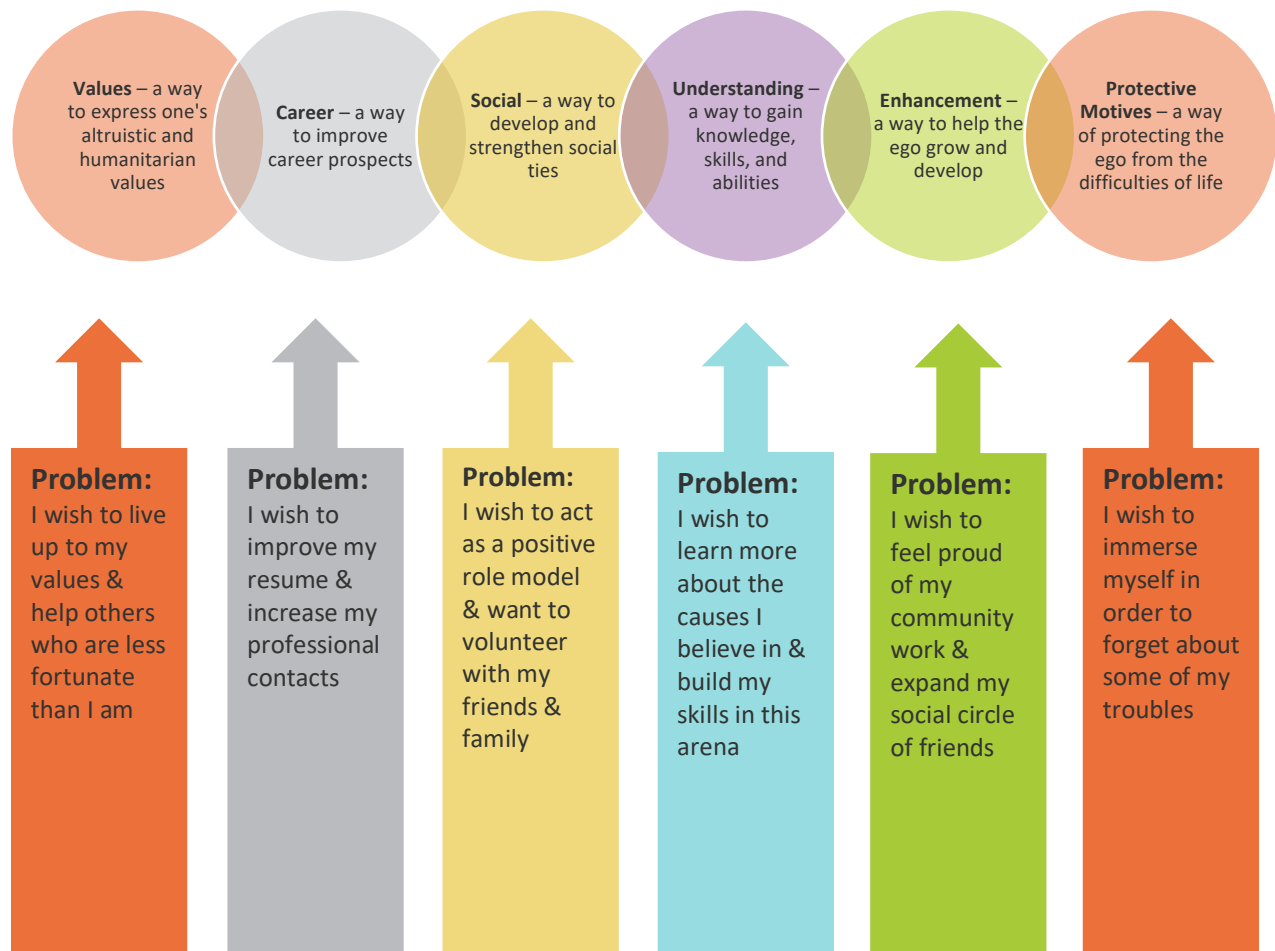 Values – a way
to express one's
altruistic and
humanitarian
values
Career – a way
to improve
career prospects
Social – a way to
develop and
strengthen social
ties
Understanding –
a way to gain
knowledge,
skills, and
abilities
Enhancement –
a way to help the
ego grow and
develop
Protective
Motives – a way
of protecting the
ego from the
difficulties of life
Problem:
I wish to live
up to my
values &
help others
who are less
fortunate
than I am
Problem:
I wish to
improve my
resume &
increase my
professional
contacts
Problem:
I wish to act
as a positive
role model
& want to
volunteer
with my
friends &
family
Problem:
I wish to
learn more
about the
causes I
believe in &
build my
skills in this
arena
Problem:
I wish to
feel proud
of my
community
work &
expand my
social circle
of friends
Problem:
I wish to
immerse
myself in
order to
forget about
some of my
troubles